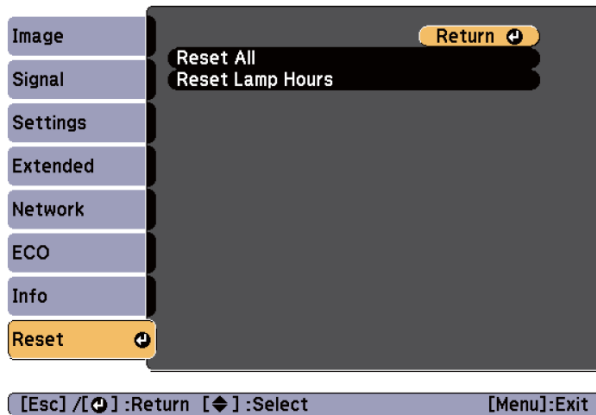 Image
Signal
Settings
Extended
Network
ECO
Info
Reset
Return
Reset All
Reset Lamp Hours
[Esc] /[ ] :Return [ ] :Select [Menu]:Exit